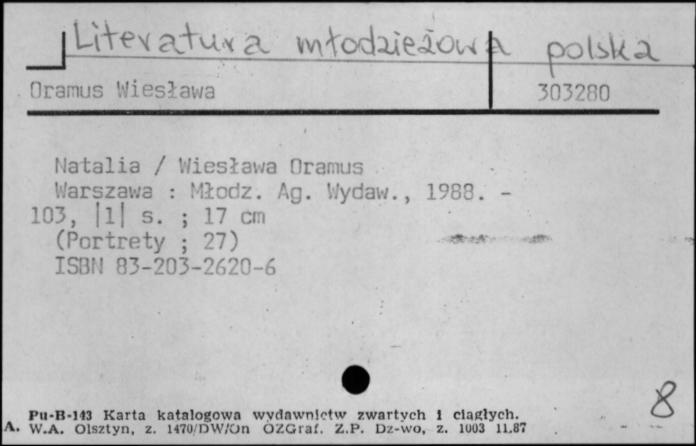 Literatura młodzieżowa polska
Oramus Wiesława 303280
Natalia / Wiesława Oramus
Warszawa : Młodz. Ag. Wydaw., 1988. -
103, |1| s. ; 17 cm
(Portrety ; 27)
ISBN 83-203-2620-6
8
Pu-B-143 Karta katalogowa wydawnictw zwartych i ciągłych.
A. W.A. Olsztyn, z. 1470/DW/On OZGraf. Z.P. Dz-wo, z. 1003 11.87